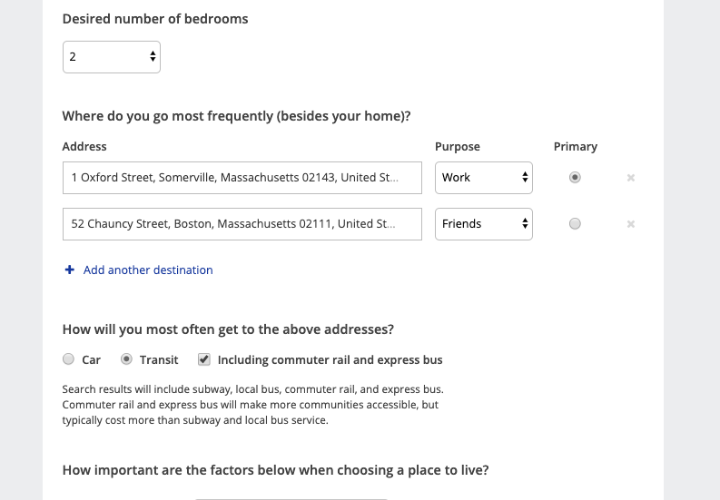 Desired number of bedrooms
2
Where do you go most frequently (besides your home)?
Address Purpose Primary
1 Oxford Street, Somerville, Massachusetts 02143, United St... Work
52 Chauncy Street, Boston, Massachusetts 02111, United St... Friends
+ Add another destination
How will you most often get to the above addresses?
Car Transit Including commuter rail and express bus
Search results will include subway, local bus, commuter rail, and express bus.
Commuter rail and express bus will make more communities accessible, but
typically cost more than subway and local bus service.
How important are the factors below when choosing a place to live?